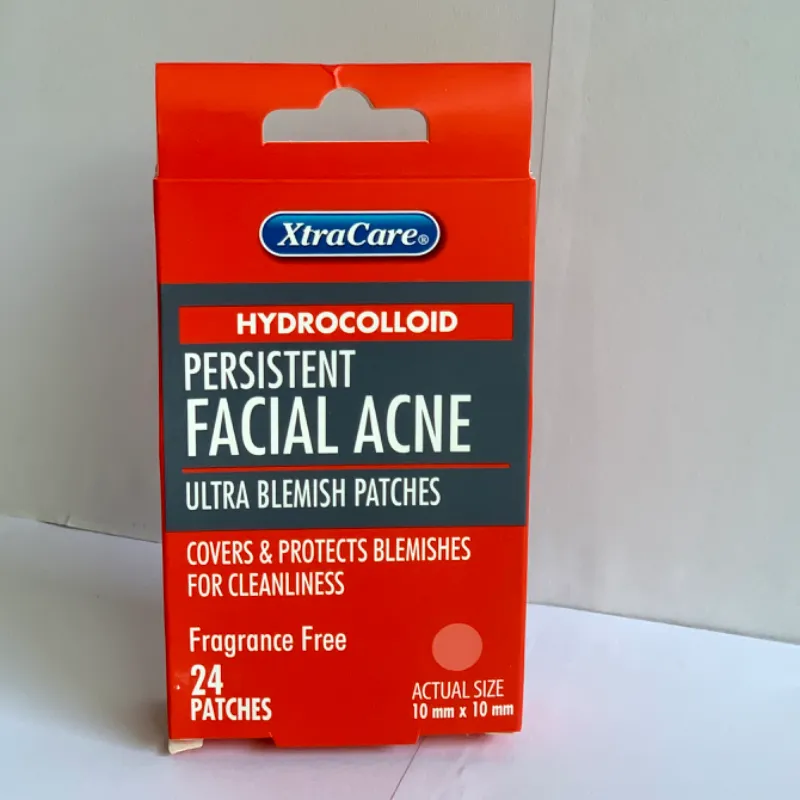 XtraCare®
HYDROCOLLOID
PERSISTENT
FACIAL ACNE
ULTRA BLEMISH PATCHES
COVERS & PROTECTS BLEMISHES
FOR CLEANLINESS
Fragrance Free
24
PATCHES
ACTUAL SIZE
10 mm x 10 mm